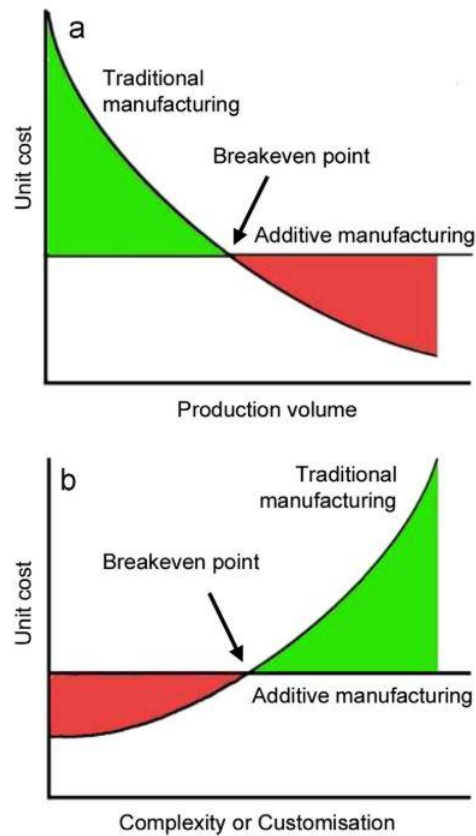 a
Traditional
manufacturing
Breakeven point
Additive manufacturing
Unit cost
Production volume
b
Traditional
manufacturing
Breakeven point
Additive manufacturing
Unit cost
Complexity or Customisation